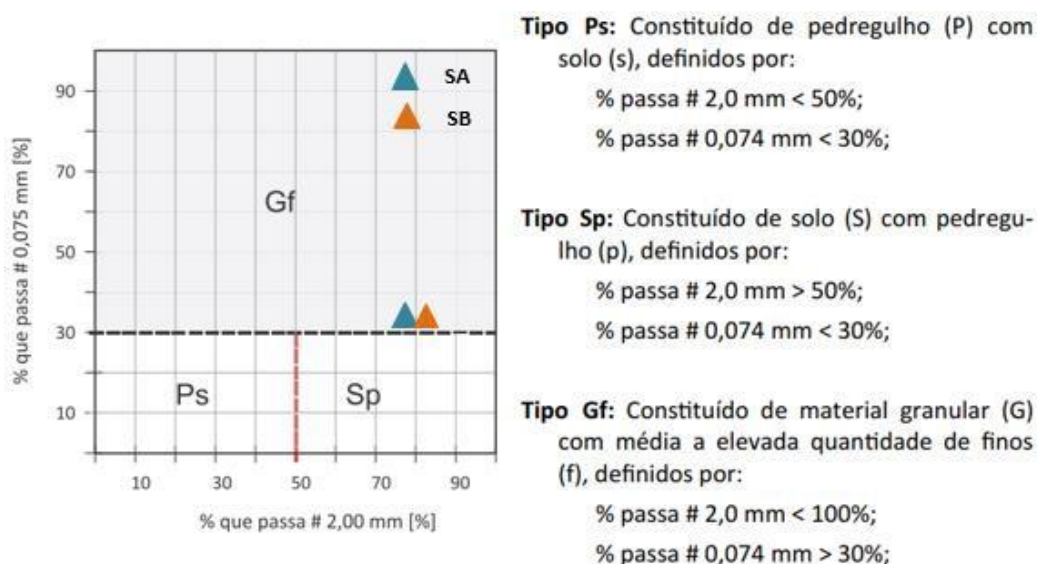 % que passa # 0,075 mm [%]
90
70
50
30
10
SA
SB
Gf
Ps
Sp
10 30 50 70 90
% que passa # 2,00 mm [%]
Tipo Ps: Constituído de pedregulho (P) com
solo (s), definidos por:
% passa # 2,0 mm < 50%;
% passa # 0,074 mm < 30%;
Tipo Sp: Constituído de solo (S) com pedregu-
lho (p), definidos por:
% passa # 2,0 mm > 50%;
% passa # 0,074 mm < 30%;
Tipo Gf: Constituído de material granular (G)
com média a elevada quantidade de finos
(f), definidos por:
% passa # 2,0 mm < 100%;
% passa # 0,074 mm > 30%;